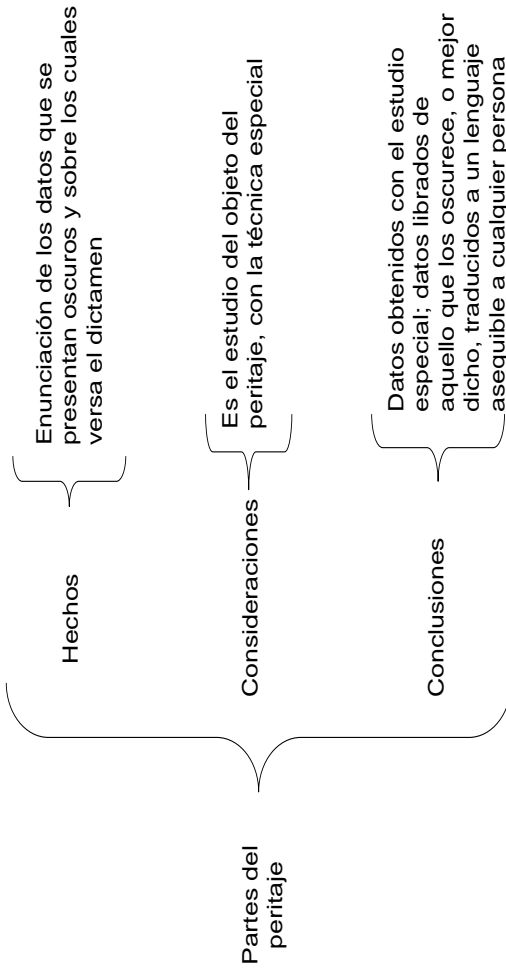 Partes del
peritaje
Hechos
Enunciación de los datos que se
presentan oscuros y sobre los cuales
versa el dictamen
Consideraciones
Es el estudio del objeto del
peritaje, con la técnica especial
Conclusiones
Datos obtenidos con el estudio
especial; datos librados de
aquello que los oscurece, o mejor
dicho, traducidos a un lenguaje
asequible a cualquier persona